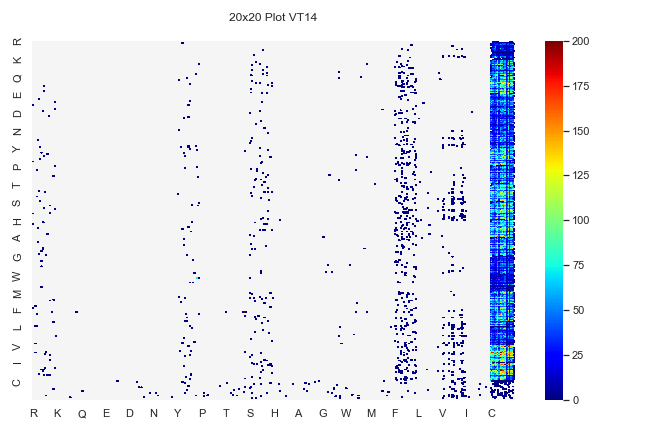 20x20 Plot VT14
R
K
Q
E
D
N
Y
P
T
S
H
A
G
W
M
F
L
V
I
C
R K Q E D N Y P T S H A G W M F L V I C
200
175
150
125
100
75
50
25
0